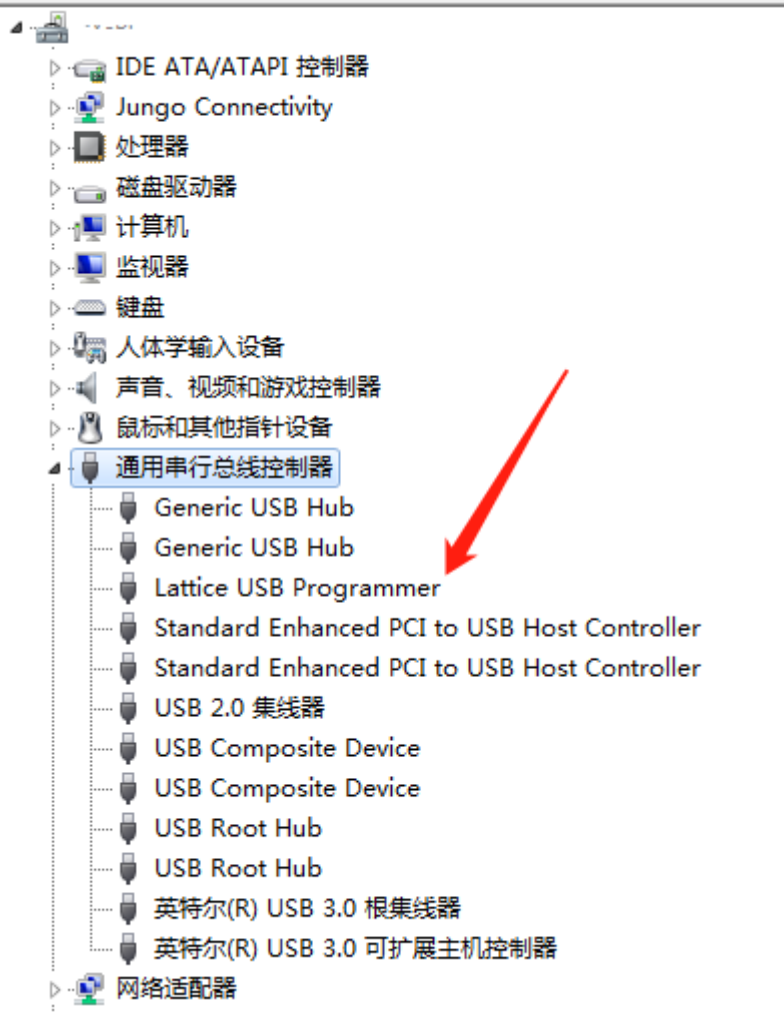 IDE ATA/ATAPI 控制器
Jungo Connectivity
处理器
磁盘驱动器
计算机
监视器
键盘
人体学输入设备
声音、视频和游戏控制器
鼠标和其他指针设备
通用串行总线控制器
Generic USB Hub
Generic USB Hub
Lattice USB Programmer
Standard Enhanced PCI to USB Host Controller
Standard Enhanced PCI to USB Host Controller
USB 2.0 集线器
USB Composite Device
USB Composite Device
USB Root Hub
USB Root Hub
英特尔(R) USB 3.0 根集线器
英特尔(R) USB 3.0 可扩展主机控制器
网络适配器